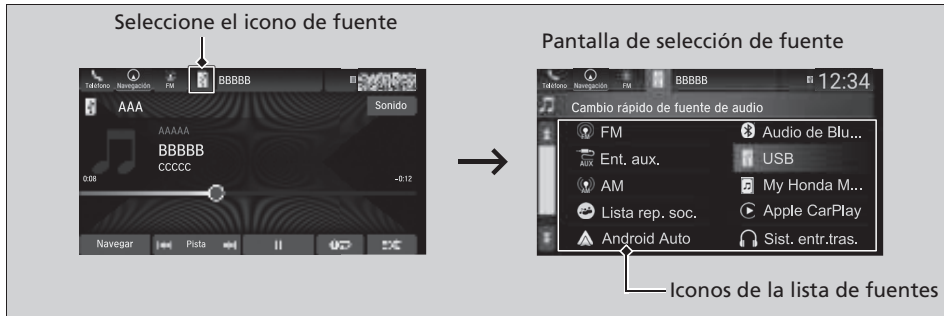 Seleccione el icono de fuente
Pantalla de selección de fuente
Teléfono Navegación FM BBBBB
AAA Sonido
AAAAA
BBBBB
CCCCC
0:08 -0:12
Navegar Pista
Teléfono Navegación FM BBBBB 12:34
Cambio rápido de fuente de audio
FM Audio de Blu...
AUX Ent. aux. USB
AM My Honda M...
Lista rep. soc. Apple CarPlay
Android Auto Sist. entr.tras.
Iconos de la lista de fuentes